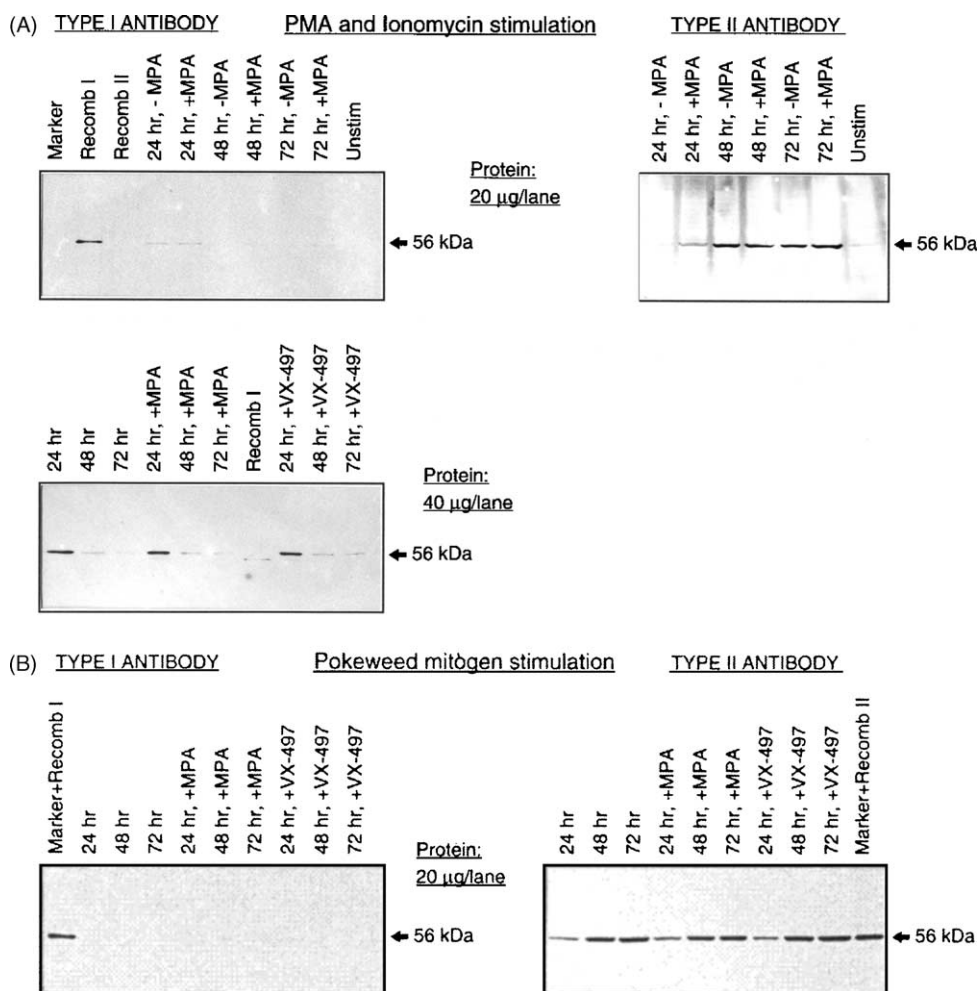 (A) TYPE I ANTIBODY PMA and Ionomycin stimulation TYPE II ANTIBODY
Marker
Recomb I
Recomb II
24 hr, - MPA
24 hr, +MPA
48 hr, -MPA
48 hr, +MPA
72 hr, -MPA
72 hr, +MPA
Unstim
Protein:
20 μg/lane
56 kDa
24 hr, - MPA
24 hr, +MPA
48 hr, -MPA
48 hr, +MPA
72 hr, -MPA
72 hr, +MPA
Unstim
56 kDa
24 hr
48 hr
72 hr
24 hr, +MPA
48 hr, +MPA
72 hr, +MPA
Recomb I
24 hr, +VX-497
48 hr, +VX-497
72 hr, +VX-497
Protein:
40 μg/lane
56 kDa
(B) TYPE I ANTIBODY Pokeweed mitogen stimulation TYPE II ANTIBODY
Marker+Recomb I
24 hr
48 hr
72 hr
24 hr, +MPA
48 hr, +MPA
72 hr, +MPA
24 hr, +VX-497
48 hr, +VX-497
72 hr, +VX-497
Protein:
20 μg/lane
56 kDa
24 hr
48 hr
72 hr
24 hr, +MPA
48 hr, +MPA
72 hr, +MPA
24 hr, +VX-497
48 hr, +VX-497
72 hr, +VX-497
Marker+Recomb II
56 kDa